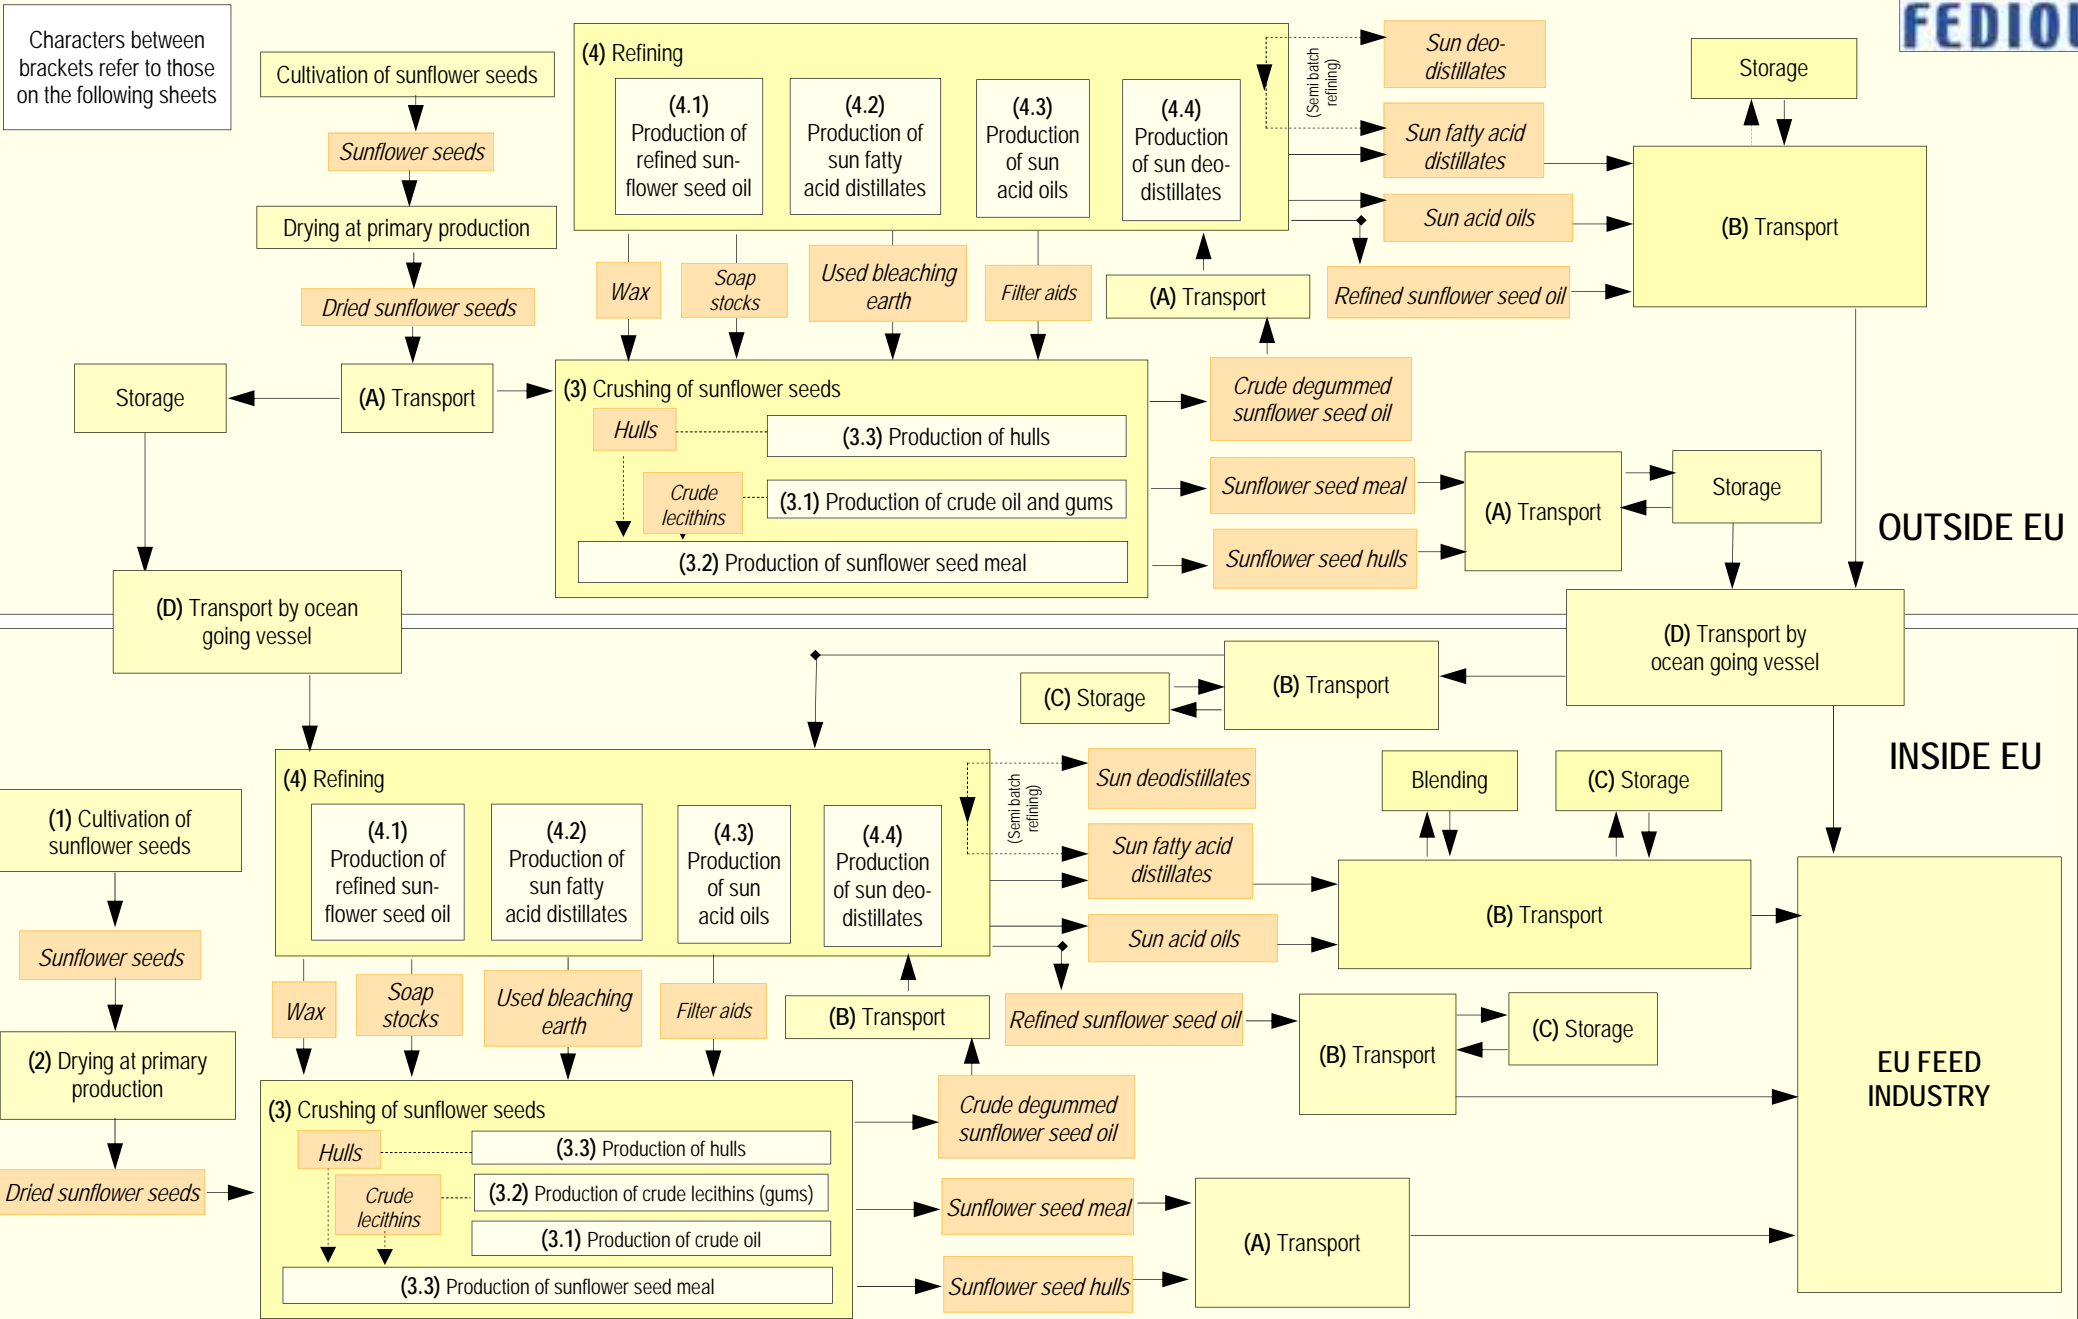 Characters between
brackets refer to those
on the following sheets
Cultivation of sunflower seeds
Sunflower seeds
Drying at primary production
Dried sunflower seeds
(A) Transport
Storage
(4) Refining
(4.1)
Production of
refined sun-
flower seed oil
(4.2)
Production of
sun fatty
acid distillates
(4.3)
Production
of sun
acid oils
(4.4)
Production
of sun deo-
distillates
(Semi batch
refining)
Sun deo-
distillates
Sun fatty acid
distillates
Sun acid oils
Refined sunflower seed oil
Storage
(B) Transport
Wax
Soap
stocks
Used bleaching
earth
Filter aids
(A) Transport
(3) Crushing of sunflower seeds
Hulls
(3.3) Production of hulls
Crude
lecithins
(3.1) Production of crude oil and gums
(3.2) Production of sunflower seed meal
Crude degummed
sunflower seed oil
Sunflower seed meal
Sunflower seed hulls
(A) Transport
Storage
OUTSIDE EU
(D) Transport by ocean
going vessel
(D) Transport by
ocean going vessel
(B) Transport
(C) Storage
INSIDE EU
(1) Cultivation of
sunflower seeds
Sunflower seeds
(2) Drying at primary
production
Dried sunflower seeds
(4) Refining
(4.1)
Production of
refined sun-
flower seed oil
(4.2)
Production of
sun fatty
acid distillates
(4.3)
Production
of sun
acid oils
(4.4)
Production
of sun deo-
distillates
(Semi batch
refining)
Sun deodistillates
Sun fatty acid
distillates
Sun acid oils
Refined sunflower seed oil
Blending
(C) Storage
(B) Transport
(B) Transport
(C) Storage
Wax
Soap
stocks
Used bleaching
earth
Filter aids
(B) Transport
(3) Crushing of sunflower seeds
Hulls
(3.3) Production of hulls
Crude
lecithins
(3.2) Production of crude lecithins (gums)
(3.1) Production of crude oil
(3.3) Production of sunflower seed meal
Crude degummed
sunflower seed oil
Sunflower seed meal
Sunflower seed hulls
(A) Transport
EU FEED
INDUSTRY